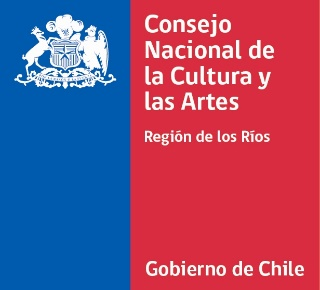 Consejo
Nacional de
la Cultura y
las Artes
Región de los Ríos
Gobierno de Chile